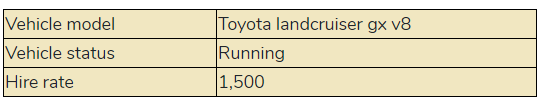 Vehicle model Toyota landcruiser gx v8
Vehicle status Running
Hire rate 1,500